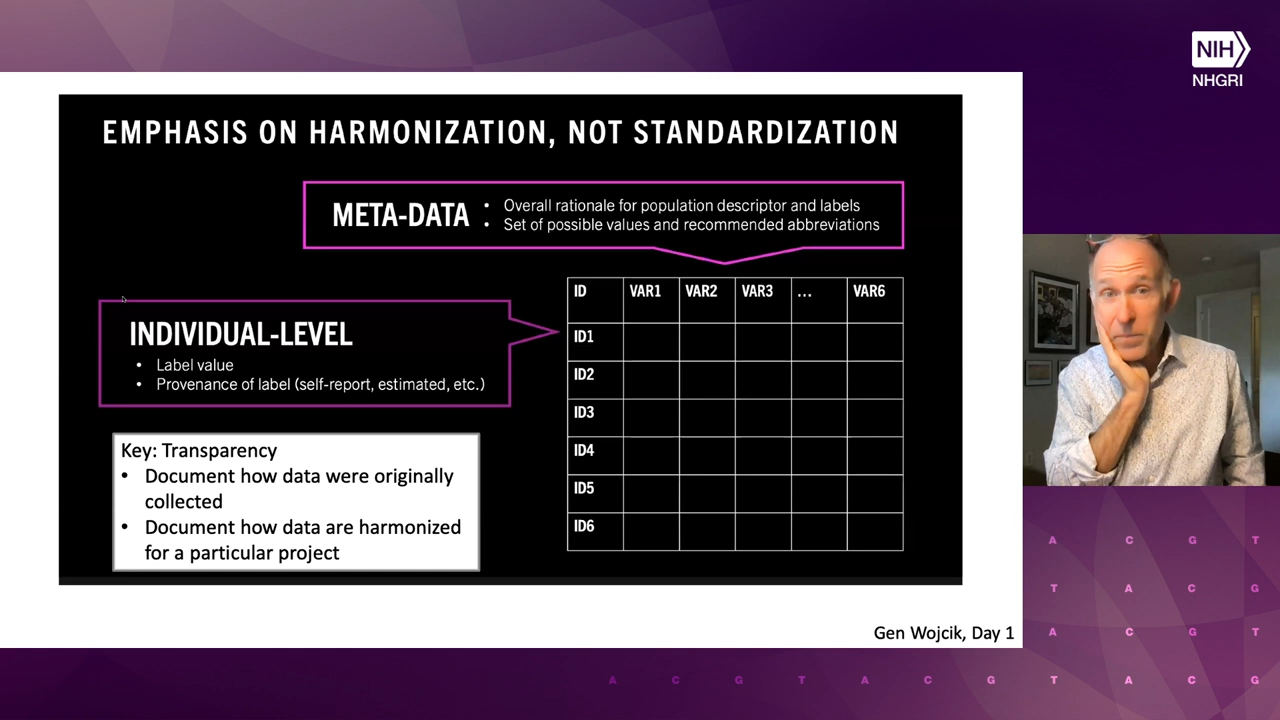 NIH
NHGRI
EMPHASIS ON HARMONIZATION, NOT STANDARDIZATION
META-DATA : Overall rationale for population descriptor and labels
Set of possible values and recommended abbreviations
INDIVIDUAL-LEVEL
• Label value
• Provenance of label (self-report, estimated, etc.)
Key: Transparency
• Document how data were originally
collected
• Document how data are harmonized
for a particular project
ID VAR1 VAR2 VAR3 ... VAR6
ID1
ID2
ID3
ID4
ID5
ID6
Gen Wojcik, Day 1
A C G T
T A C G
A C G T
A C G T A C G T A C G